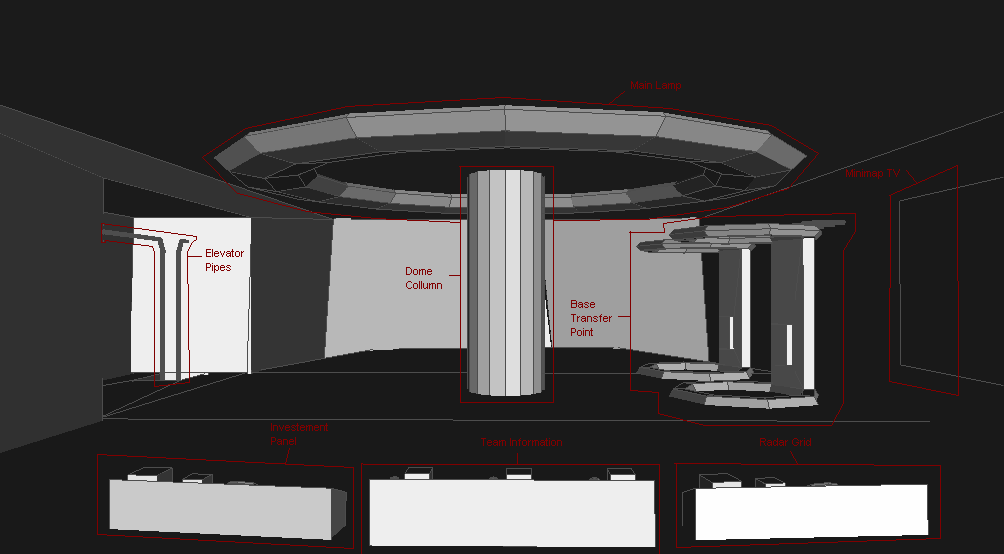 Main Lamp
Minimap TV
Elevator
Pipes
Dome
Collumn
Base
Transfer
Point
Investement
Panel
Team Information
Radar Grid